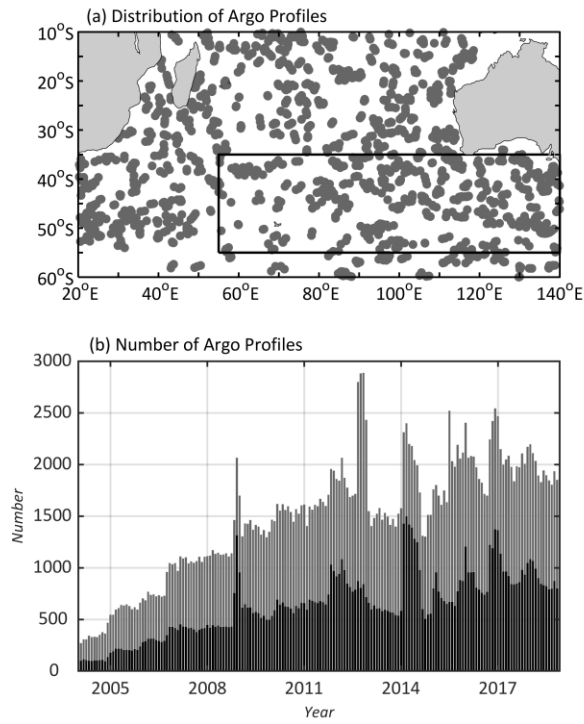 (a) Distribution of Argo Profiles
10°S
20°S
30°S
40°S
50°S
60°S
20°E 40°E 60°E 80°E 100°E 120°E 140°E
(b) Number of Argo Profiles
3000
2500
2000
1500
1000
500
0
Number
2005 2008 2011 2014 2017
Year